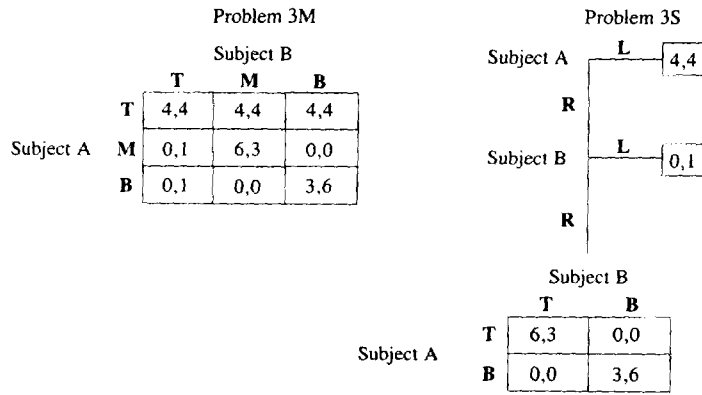 Problem 3M
Subject B
T M B
T 4,4 4,4 4,4
Subject A M 0,1 6,3 0,0
B 0,1 0,0 3,6
Problem 3S
Subject A L 4,4
R
Subject B L 0,1
R
Subject B
T B
T 6,3 0,0
Subject A
B 0,0 3,6